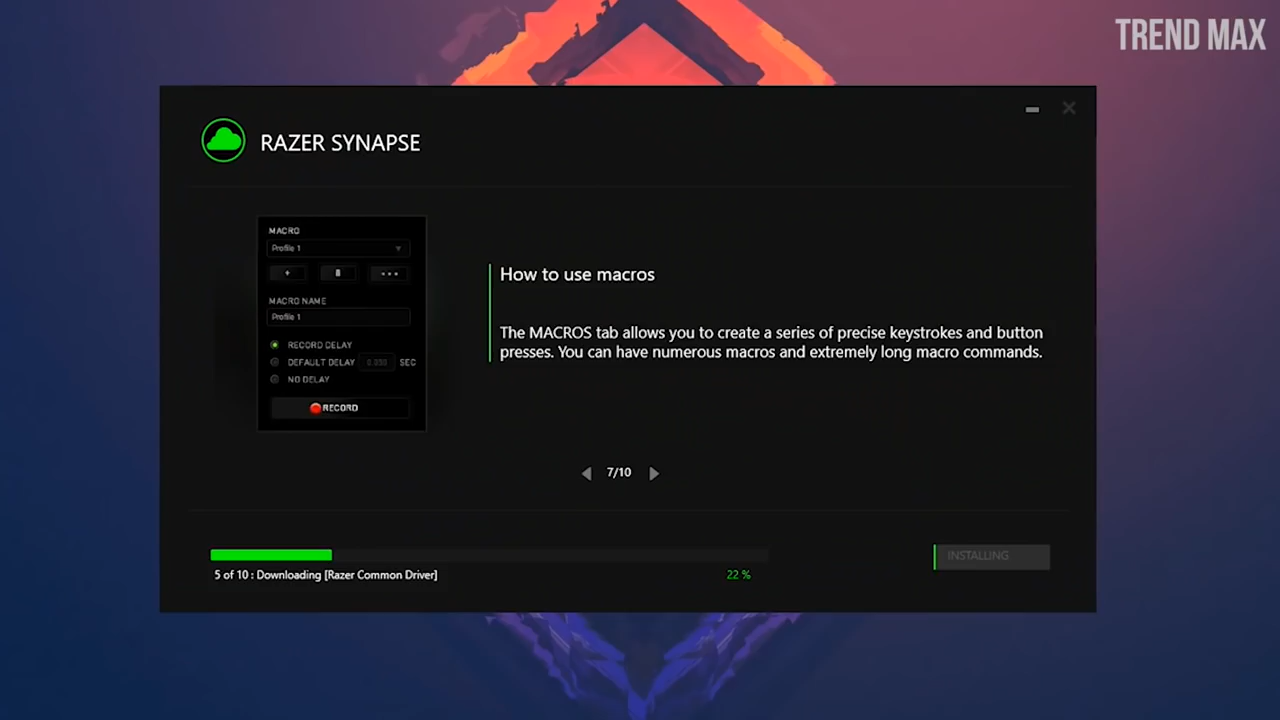 TREND MAX
RAZER SYNAPSE
MACRO
Profile 1
MACRO NAME
Profile 1
RECORD DELAY
DEFAULT DELAY 0.000 SEC
NO DELAY
RECORD
How to use macros
The MACROS tab allows you to create a series of precise keystrokes and button
presses. You can have numerous macros and extremely long macro commands.
7/10
5 of 10 : Downloading [Razer Common Driver]
22 %
INSTALLING